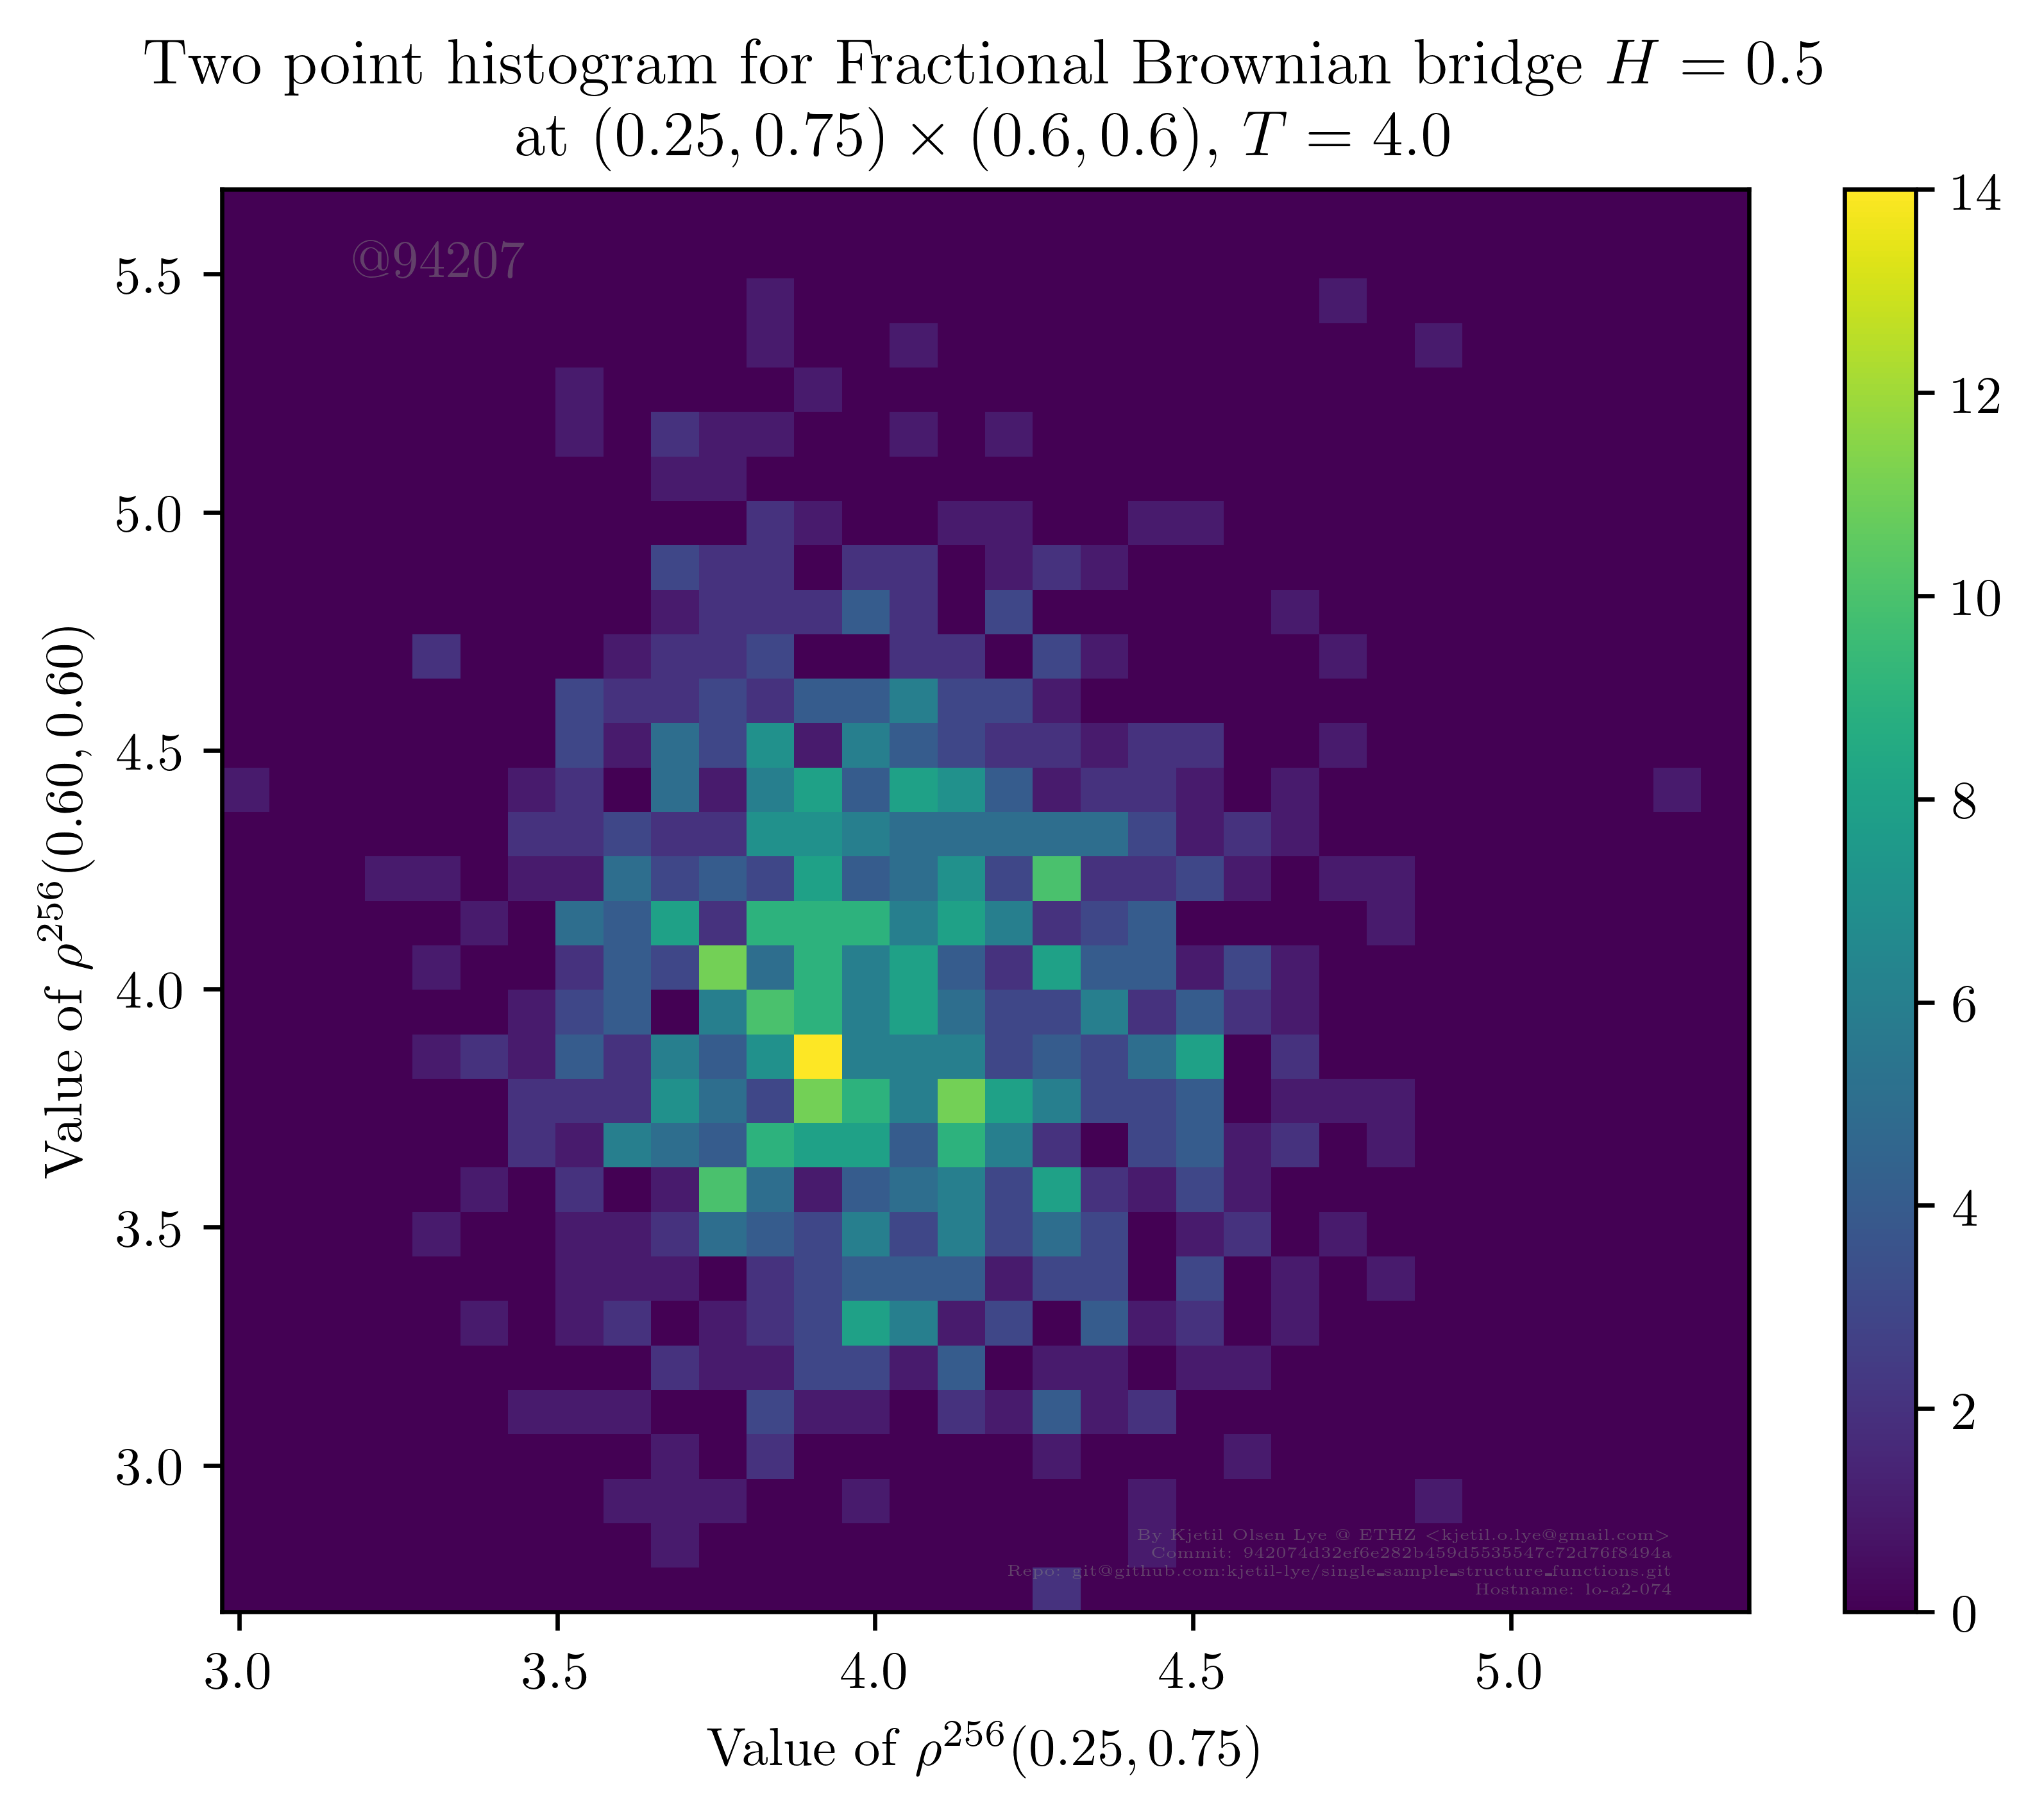 Two point histogram for Fractional Brownian bridge H = 0.5
at (0.25, 0.75) × (0.6, 0.6), T = 4.0
@94207
5.5
5.0
4.5
4.0
3.5
3.0
Value of ρ²⁵⁶(0.60, 0.60)
By Kjetil Olsen Lye @ ETHZ <kjetil.o.lye@gmail.com>
Commit: 942074d32ef6e282b459d5535547c72d76f8494a
Repo: git@github.com:kjetil-lye/single_sample_structure_functions.git
Hostname: lo-a2-074
3.0 3.5 4.0 4.5 5.0
Value of ρ²⁵⁶(0.25, 0.75)
14
12
10
8
6
4
2
0